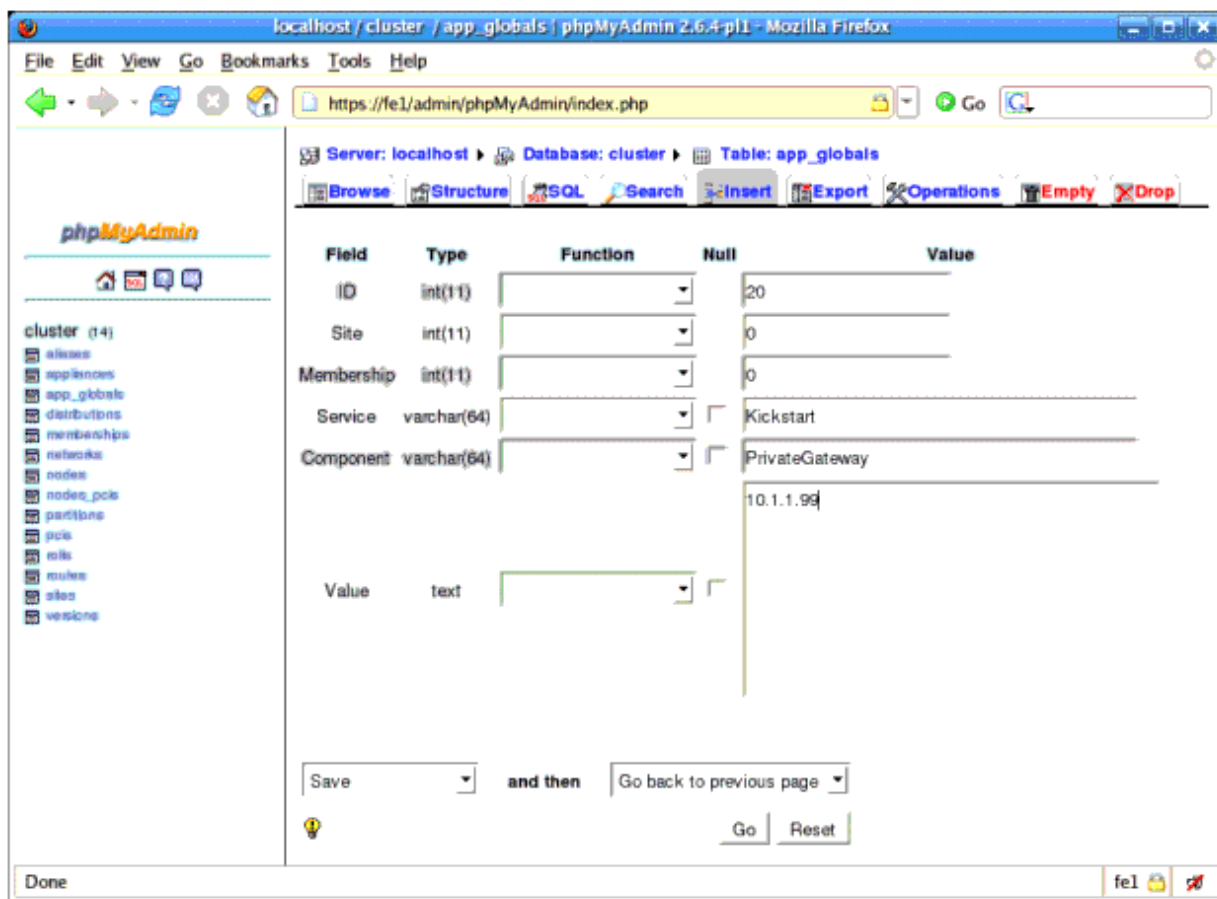 localhost / cluster / app_globals | phpMyAdmin 2.6.4-pl1 - Mozilla Firefox
File Edit View Go Bookmarks Tools Help
https://fe1/admin/phpMyAdmin/index.php Go
Server: localhost Database: cluster Table: app_globals
Browse Structure SQL Search Insert Export Operations Empty Drop
phpMyAdmin
cluster (14)
aliases
appliances
app_globals
distributions
memberships
networks
nodes
nodes_pcis
partitions
pcis
rolls
routes
sites
versions
Field Type Function Null Value
ID int(11) 20
Site int(11) 0
Membership int(11) 0
Service varchar(64) Kickstart
Component varchar(64) PrivateGateway
10.1.1.99
Value text
Save and then Go back to previous page
Go Reset
Done fe1